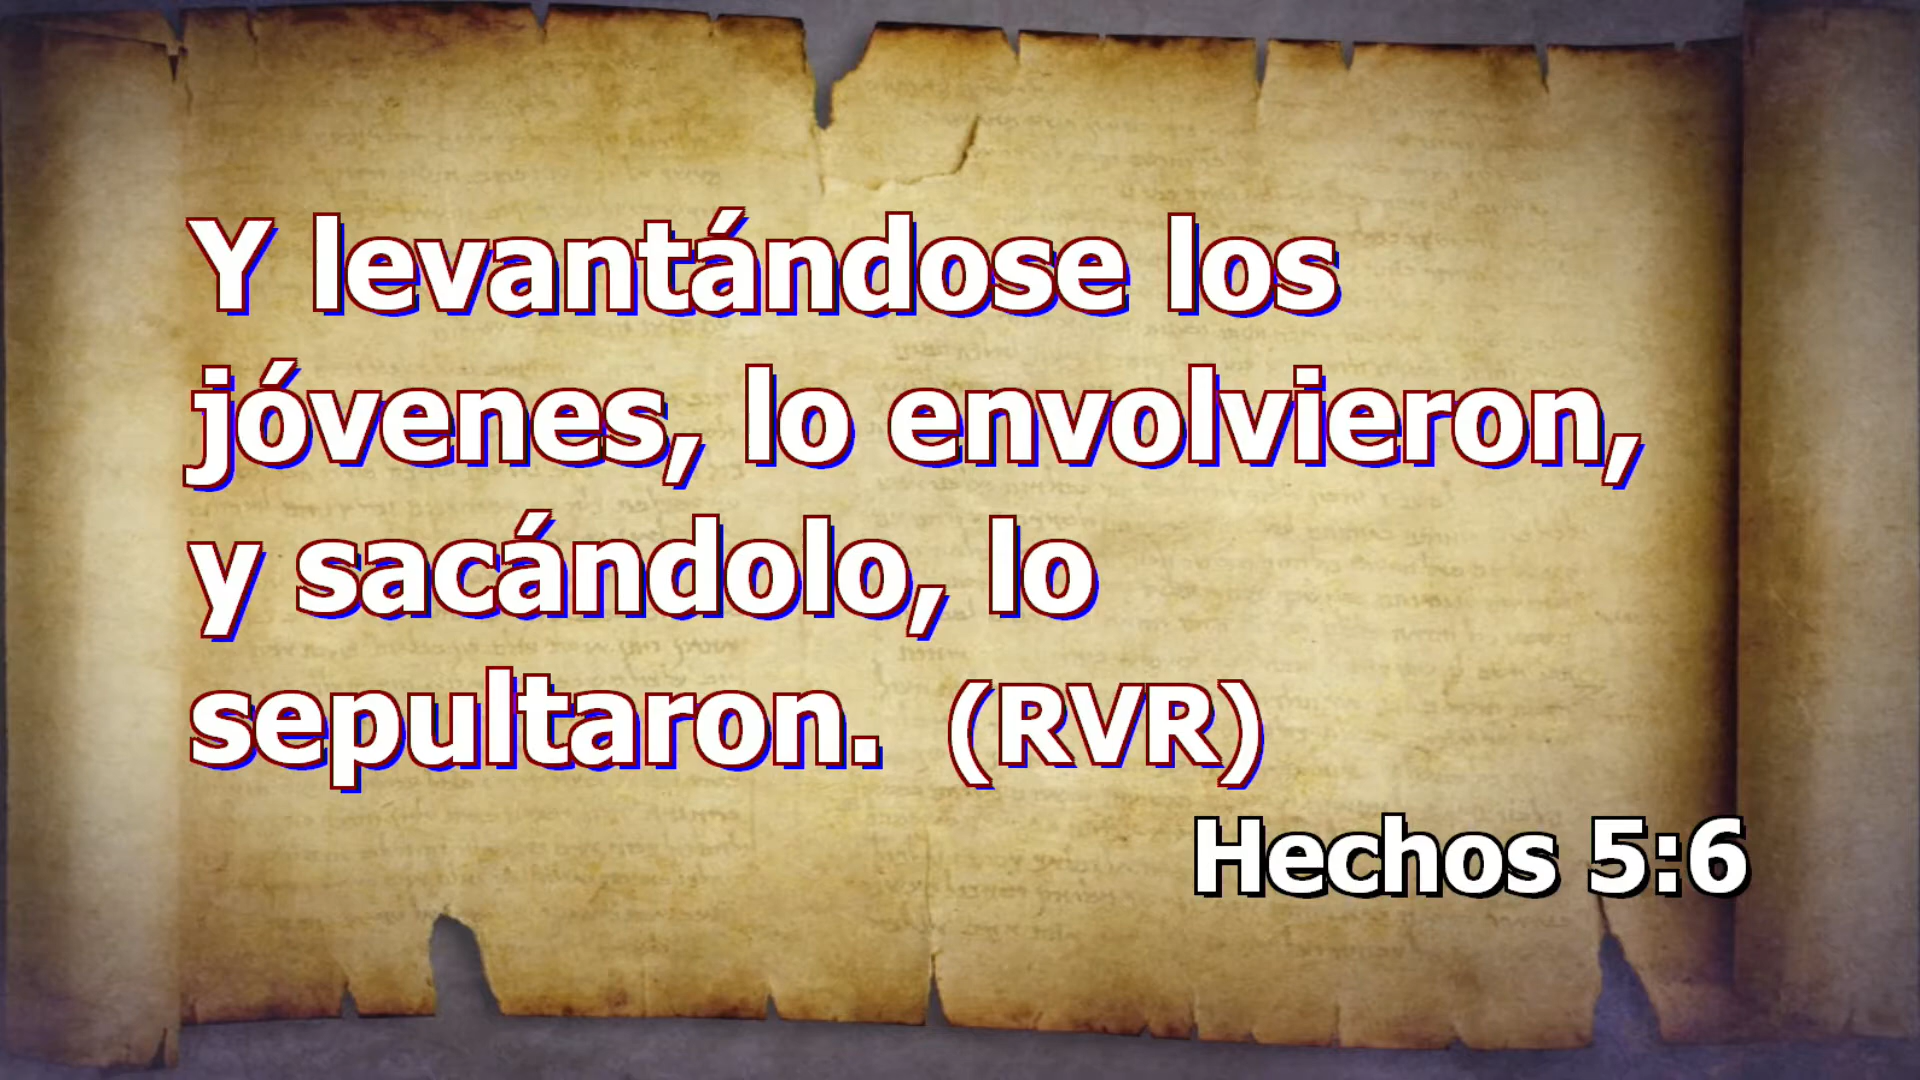 Y levantándose los
jóvenes, lo envolvieron,
y sacándolo, lo
sepultaron.  (RVR)
Hechos 5:6